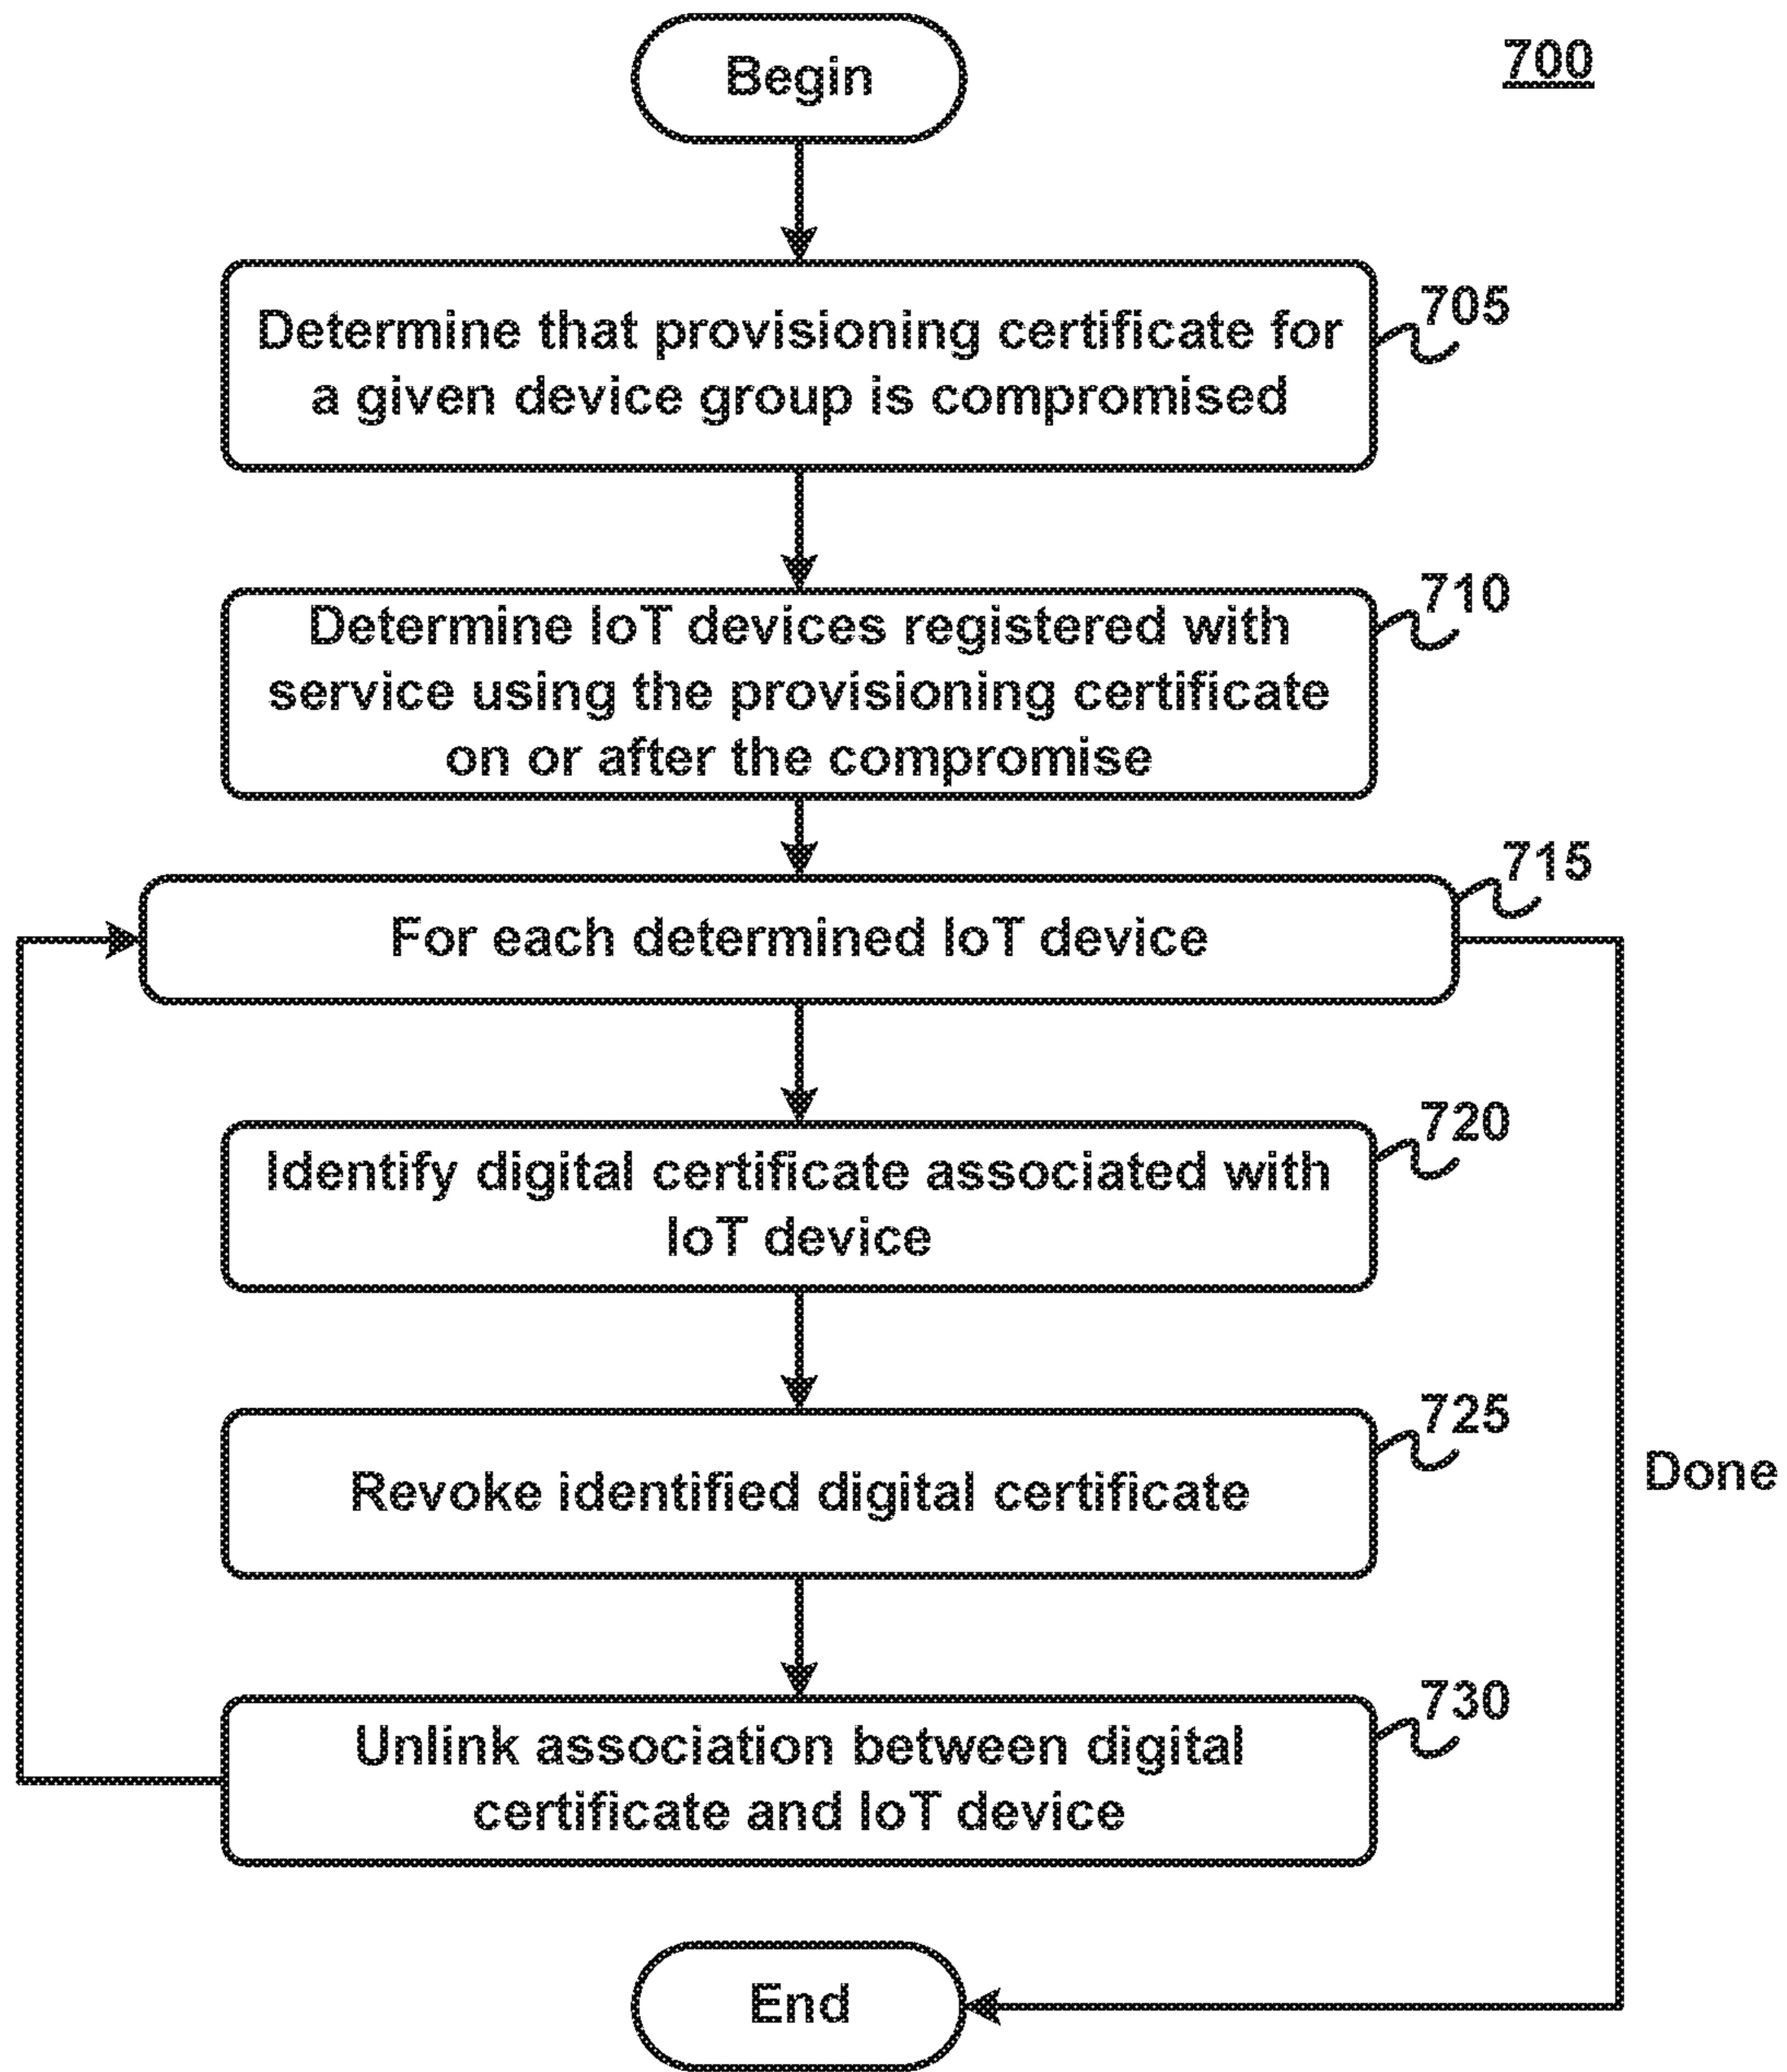 Begin
700
Determine that provisioning certificate for
a given device group is compromised
705
Determine IoT devices registered with
service using the provisioning certificate
on or after the compromise
710
For each determined IoT device
715
Identify digital certificate associated with
IoT device
720
Revoke identified digital certificate
725
Done
Unlink association between digital
certificate and IoT device
730
End